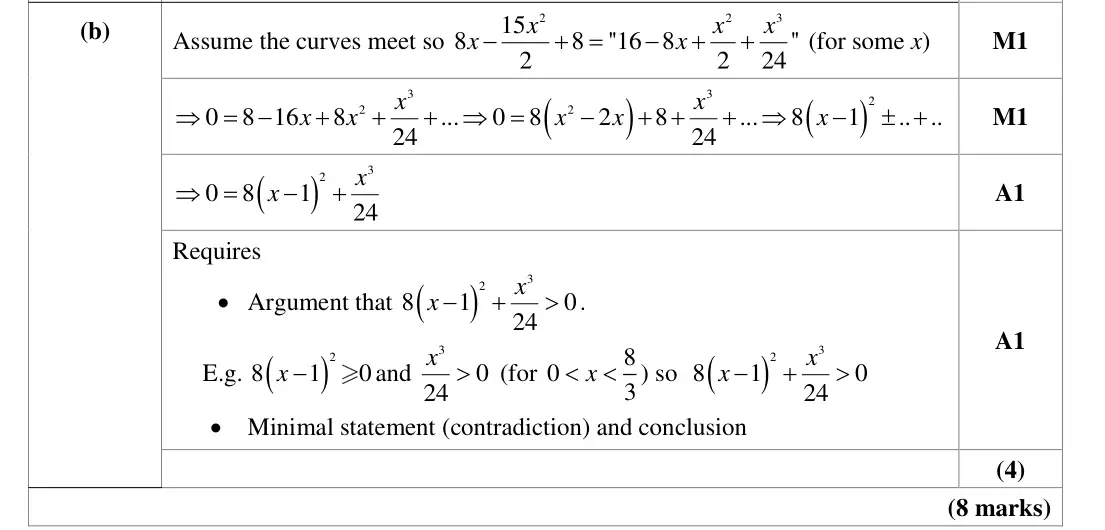 (b) Assume the curves meet so 8x − 15x²/2 + 8 = "16 − 8x + x²/2 + x³/24" (for some x) M1
⇒ 0 = 8 − 16x + 8x² + x³/24 + ... ⇒ 0 = 8(x² − 2x) + 8 + x³/24 + ... ⇒ 8(x − 1)² ± .. + .. M1
⇒ 0 = 8(x − 1)² + x³/24 A1
Requires
• Argument that 8(x − 1)² + x³/24 > 0.
A1
E.g. 8(x − 1)² ⩾ 0 and x³/24 > 0 (for 0 < x < 8/3) so 8(x − 1)² + x³/24 > 0
• Minimal statement (contradiction) and conclusion
(4)
(8 marks)